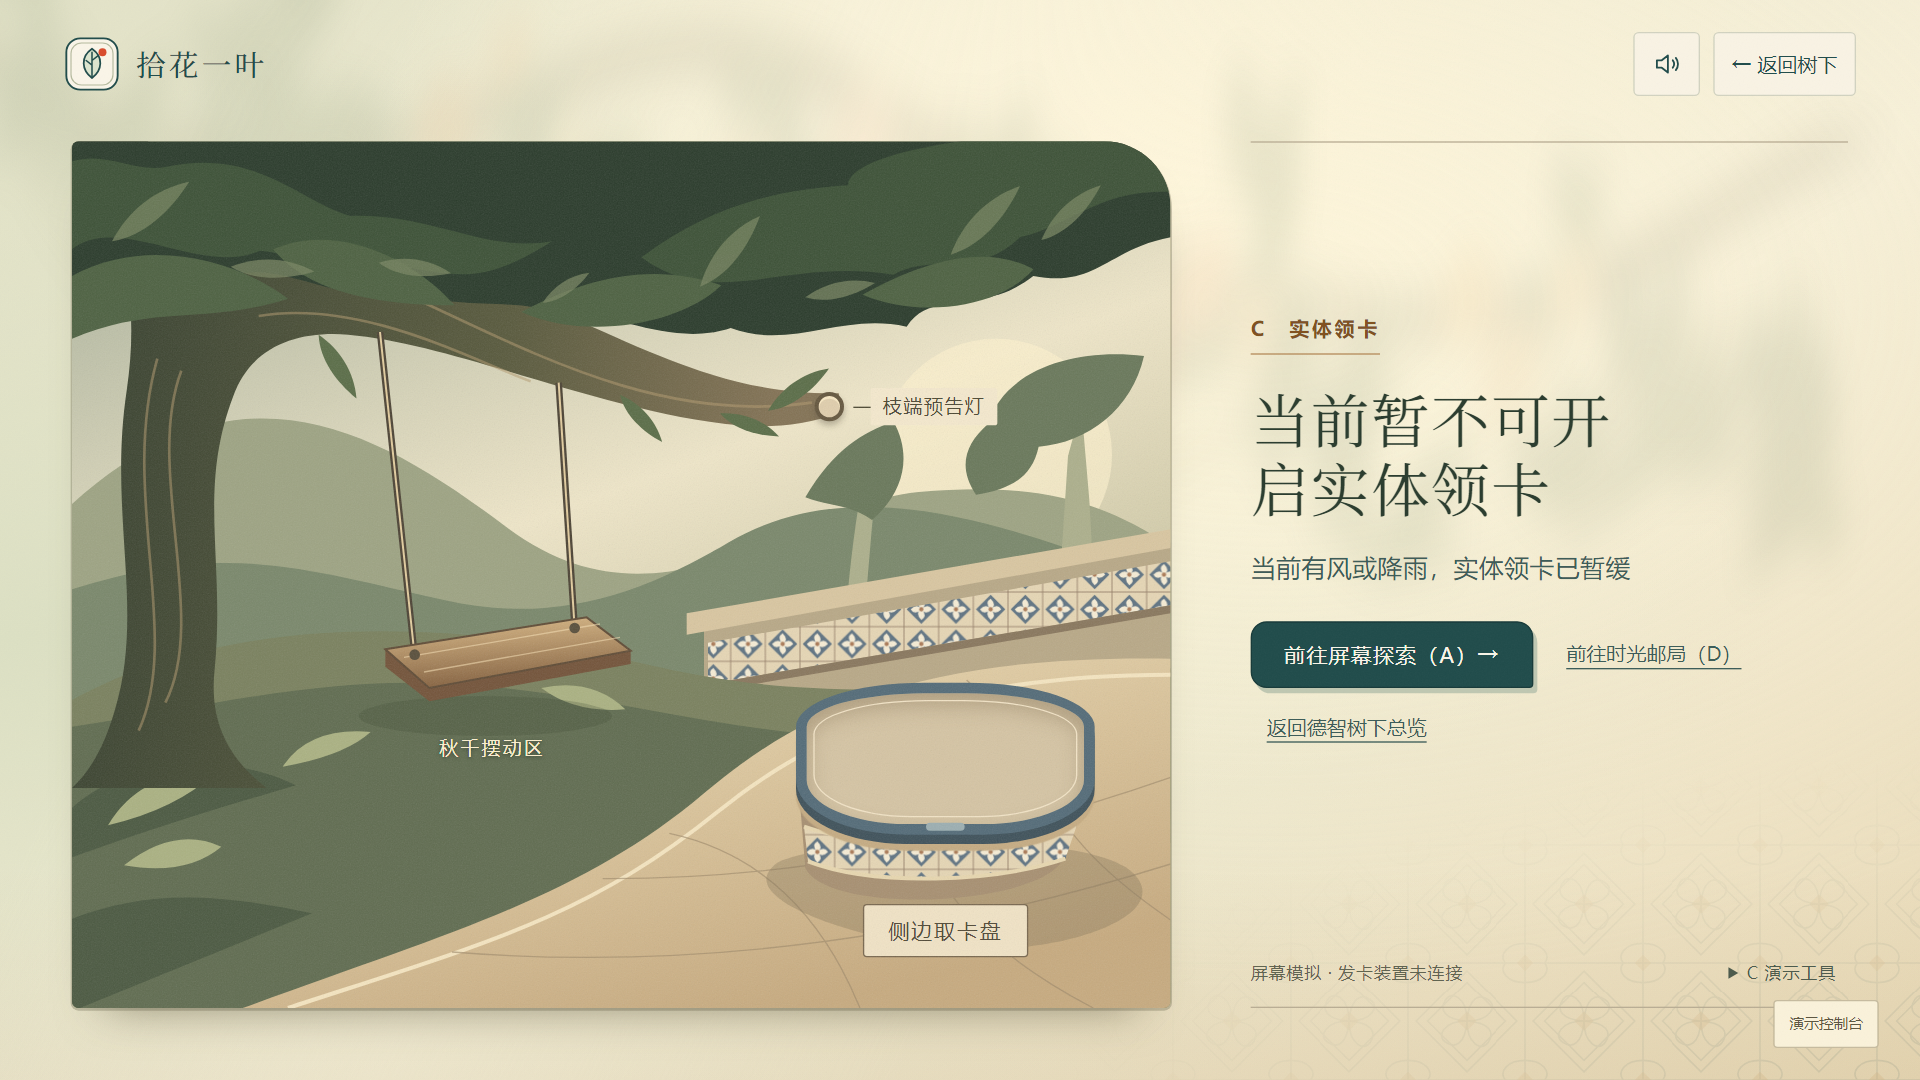 拾花一叶
← 返回树下
枝端预告灯
秋千摆动区
侧边取卡盘
C 实体领卡
当前暂不可开
启实体领卡
当前有风或降雨，实体领卡已暂缓
前往屏幕探索（A）→
前往时光邮局（D）
返回德智树下总览
屏幕模拟 · 发卡装置未连接
▶ C 演示工具
演示控制台